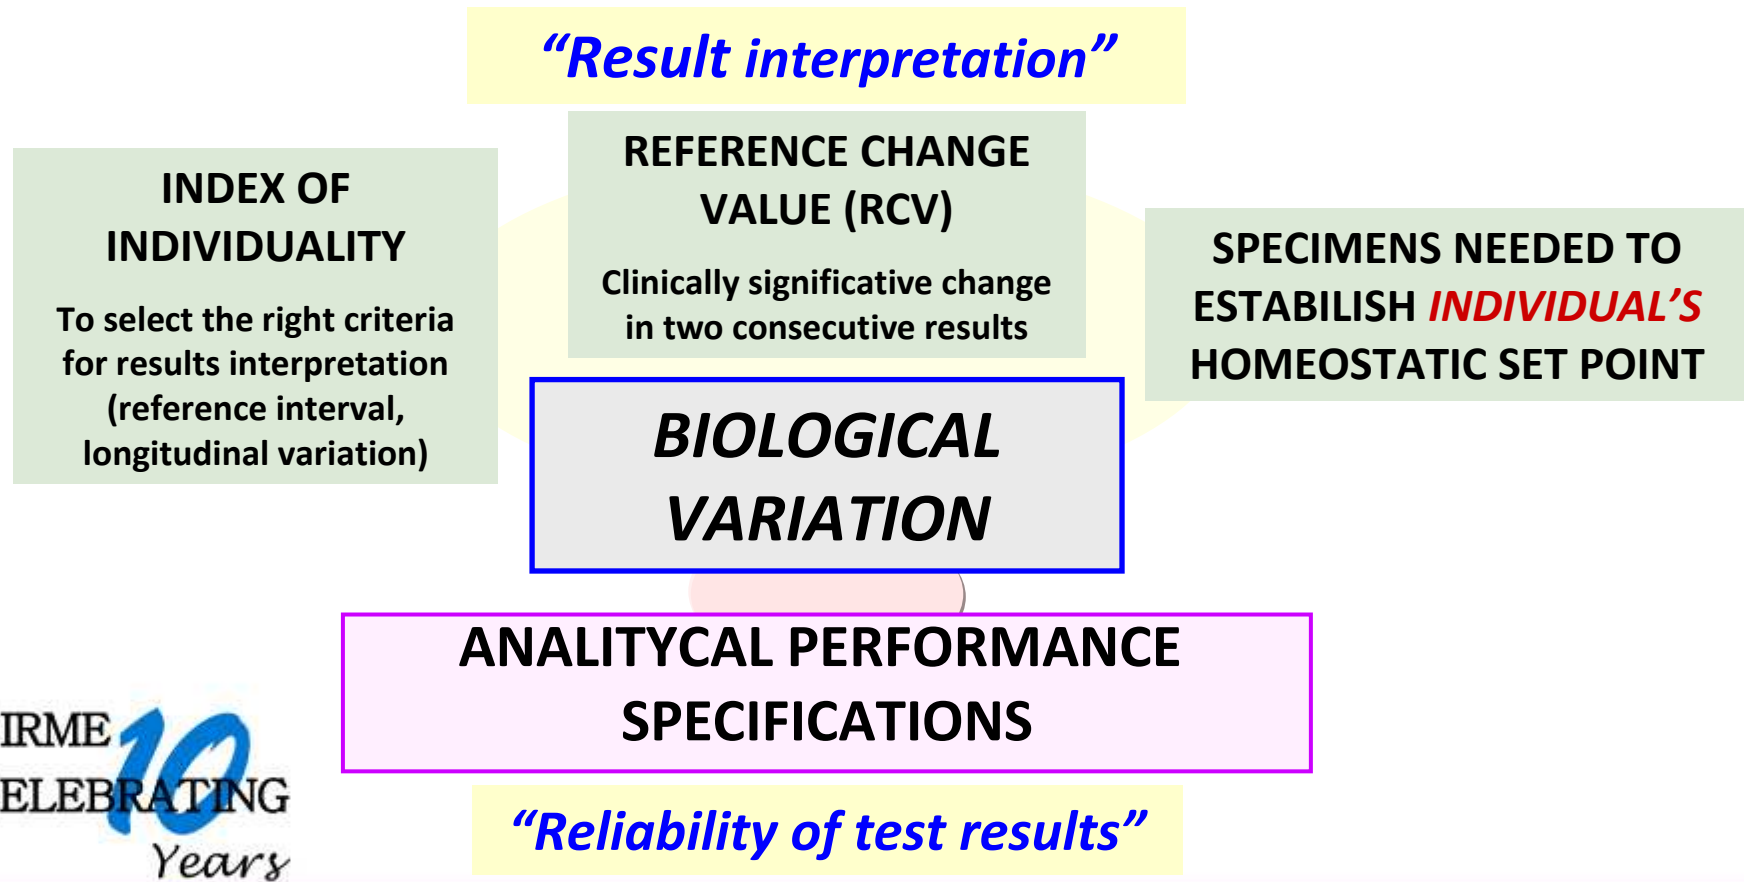 “Result interpretation”
REFERENCE CHANGE
VALUE (RCV)
Clinically significative change
in two consecutive results
INDEX OF
INDIVIDUALITY
To select the right criteria
for results interpretation
(reference interval,
longitudinal variation)
SPECIMENS NEEDED TO
ESTABILISH INDIVIDUAL’S
HOMEOSTATIC SET POINT
BIOLOGICAL
VARIATION
ANALITYCAL PERFORMANCE
SPECIFICATIONS
“Reliability of test results”
IRME 10
ELEBRATING
Years